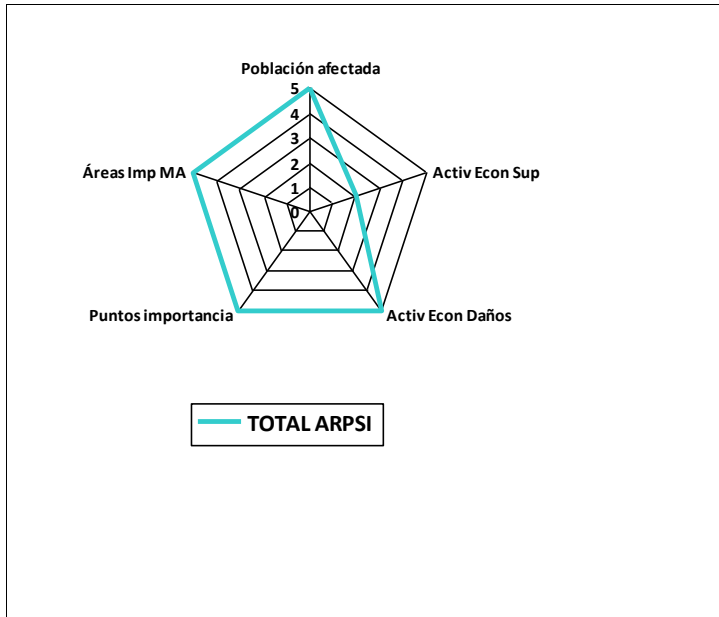 Población afectada
5
4
3
2
1
0
Activ Econ Sup
Activ Econ Daños
Puntos importancia
Áreas Imp MA
TOTAL ARPSI